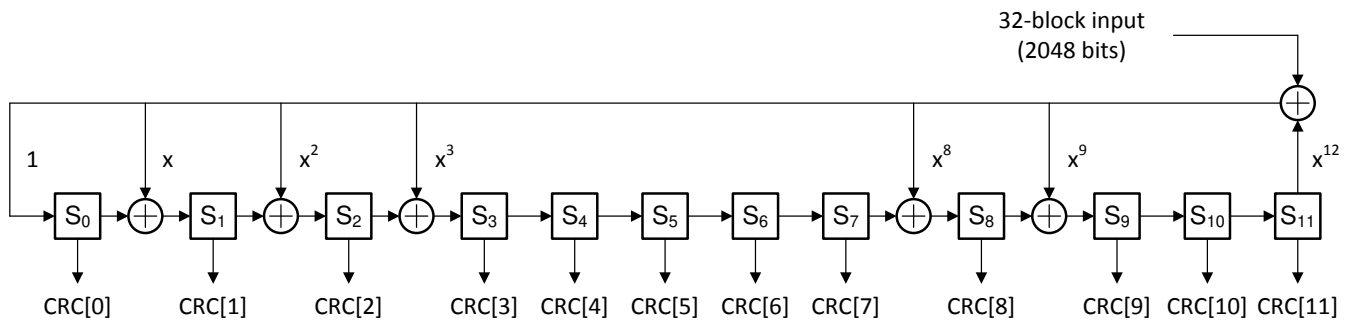 32-block input
(2048 bits)
1 x x² x³ x⁸ x⁹ x¹²
S₀ S₁ S₂ S₃ S₄ S₅ S₆ S₇ S₈ S₉ S₁₀ S₁₁
CRC[0] CRC[1] CRC[2] CRC[3] CRC[4] CRC[5] CRC[6] CRC[7] CRC[8] CRC[9] CRC[10] CRC[11]